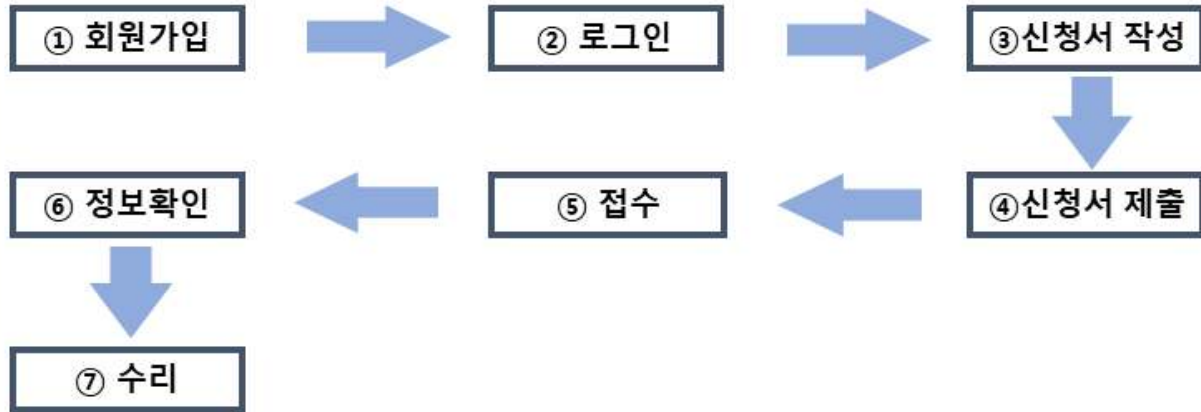 ① 회원가입
② 로그인
③신청서 작성
④신청서 제출
⑤ 접수
⑥ 정보확인
⑦ 수리